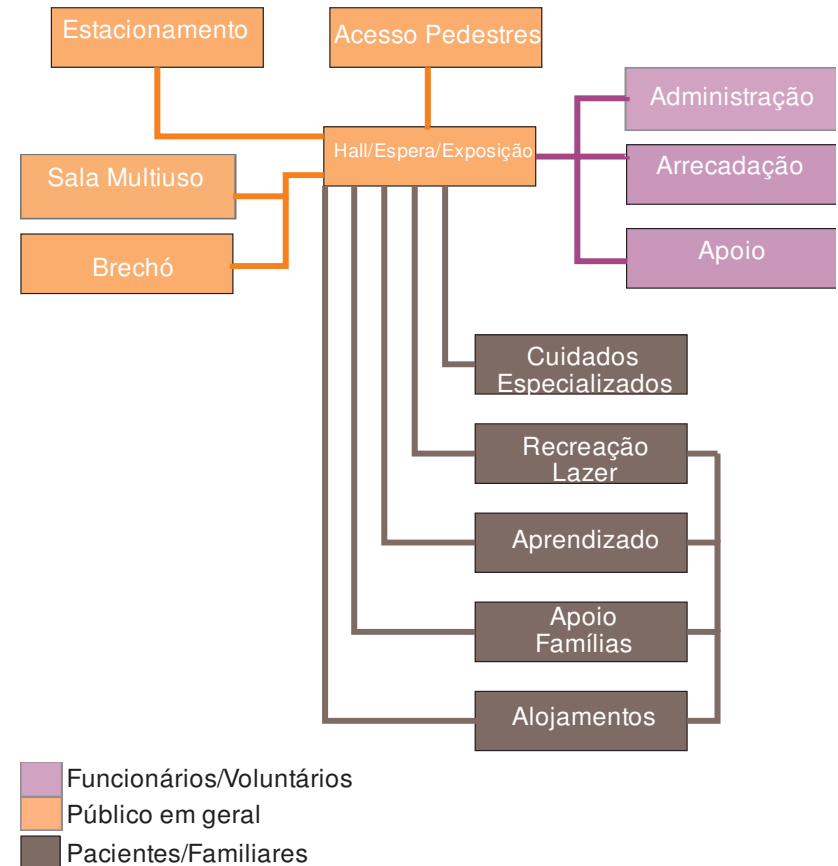 Estacionamento
Acesso Pedestres
Administração
Hall/Espera/Exposição
Arrecadação
Sala Multiuso
Apoio
Brechó
Cuidados
Especializados
Recreação
Lazer
Aprendizado
Apoio
Famílias
Alojamentos
Funcionários/Voluntários
Público em geral
Pacientes/Familiares